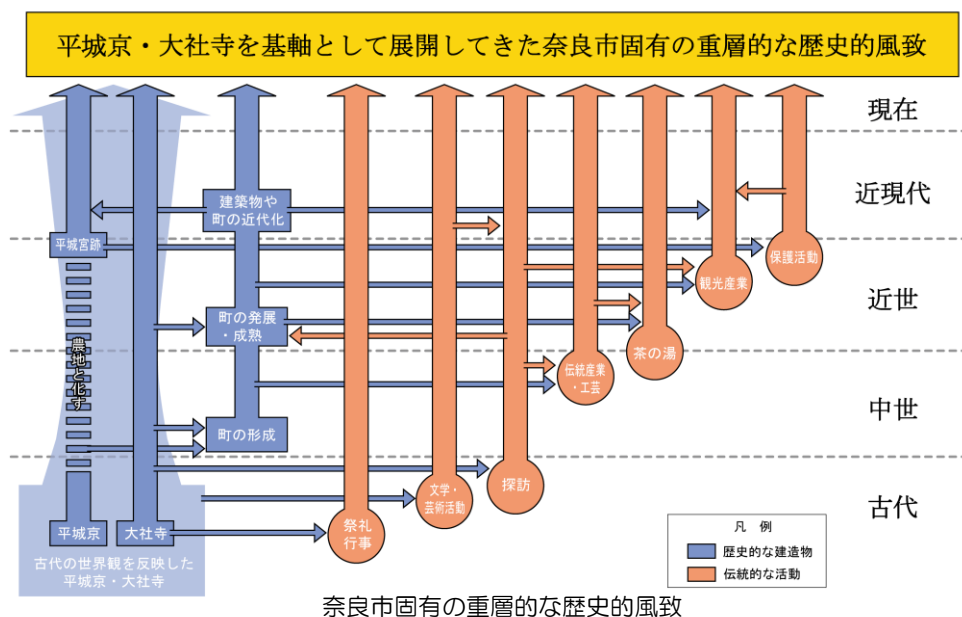 平城京・大社寺を基軸として展開してきた奈良市固有の重層的な歴史的風致
現在
近現代
建築物や
町の近代化
平城宮跡
保護活動
観光産業
近世
町の発展
・成熟
農地と化す
茶の湯
伝統産業
・工芸
中世
町の形成
探訪
文学・
芸術活動
古代
平城京
大社寺
祭礼
行事
古代の世界観を反映した
平城京・大社寺
凡 例
歴史的な建造物
伝統的な活動
奈良市固有の重層的な歴史的風致